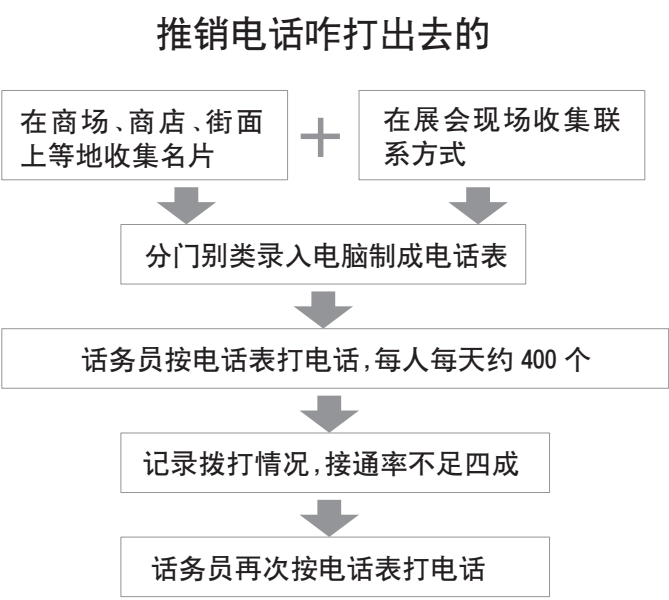 推销电话咋打出去的
在商场、商店、街面
上等地收集名片
+
在展会现场收集联
系方式
分门别类录入电脑制成电话表
话务员按电话表打电话,每人每天约 400 个
记录拨打情况,接通率不足四成
话务员再次按电话表打电话